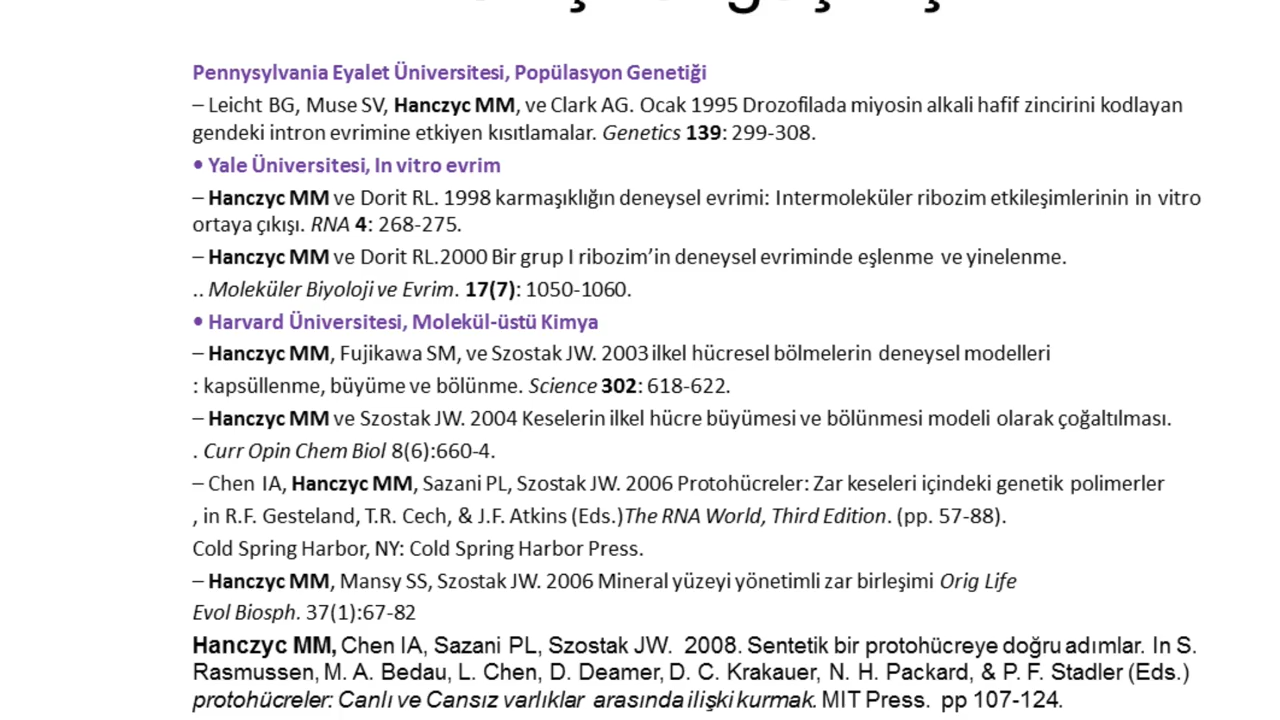 Pennysylvania Eyalet Üniversitesi, Popülasyon Genetiği
– Leicht BG, Muse SV, Hanczyc MM, ve Clark AG. Ocak 1995 Drozofilada miyosin alkali hafif zincirini kodlayan
gendeki intron evrimine etkiyen kısıtlamalar. Genetics 139: 299-308.
• Yale Üniversitesi, In vitro evrim
– Hanczyc MM ve Dorit RL. 1998 karmaşıklığın deneysel evrimi: Intermoleküler ribozim etkileşimlerinin in vitro
ortaya çıkışı. RNA 4: 268-275.
– Hanczyc MM ve Dorit RL.2000 Bir grup I ribozim’in deneysel evriminde eşlenme ve yinelenme.
.. Moleküler Biyoloji ve Evrim. 17(7): 1050-1060.
• Harvard Üniversitesi, Molekül-üstü Kimya
– Hanczyc MM, Fujikawa SM, ve Szostak JW. 2003 ilkel hücresel bölmelerin deneysel modelleri
: kapsüllenme, büyüme ve bölünme. Science 302: 618-622.
– Hanczyc MM ve Szostak JW. 2004 Keselerin ilkel hücre büyümesi ve bölünmesi modeli olarak çoğaltılması.
. Curr Opin Chem Biol 8(6):660-4.
– Chen IA, Hanczyc MM, Sazani PL, Szostak JW. 2006 Protohücreler: Zar keseleri içindeki genetik polimerler
, in R.F. Gesteland, T.R. Cech, & J.F. Atkins (Eds.)The RNA World, Third Edition. (pp. 57-88).
Cold Spring Harbor, NY: Cold Spring Harbor Press.
– Hanczyc MM, Mansy SS, Szostak JW. 2006 Mineral yüzeyi yönetimli zar birleşimi Orig Life
Evol Biosph. 37(1):67-82
Hanczyc MM, Chen IA, Sazani PL, Szostak JW. 2008. Sentetik bir protohücreye doğru adımlar. In S.
Rasmussen, M. A. Bedau, L. Chen, D. Deamer, D. C. Krakauer, N. H. Packard, & P. F. Stadler (Eds.)
protohücreler: Canlı ve Cansız varlıklar arasında ilişki kurmak. MIT Press. pp 107-124.